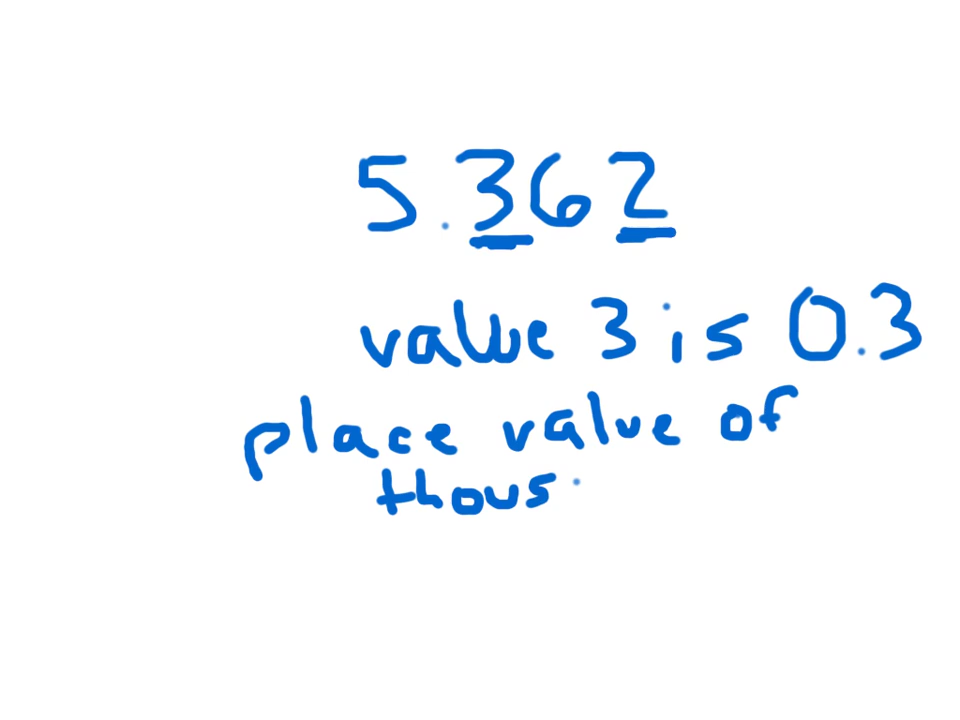 5.362
value 3 is 0.3
place value of
thous